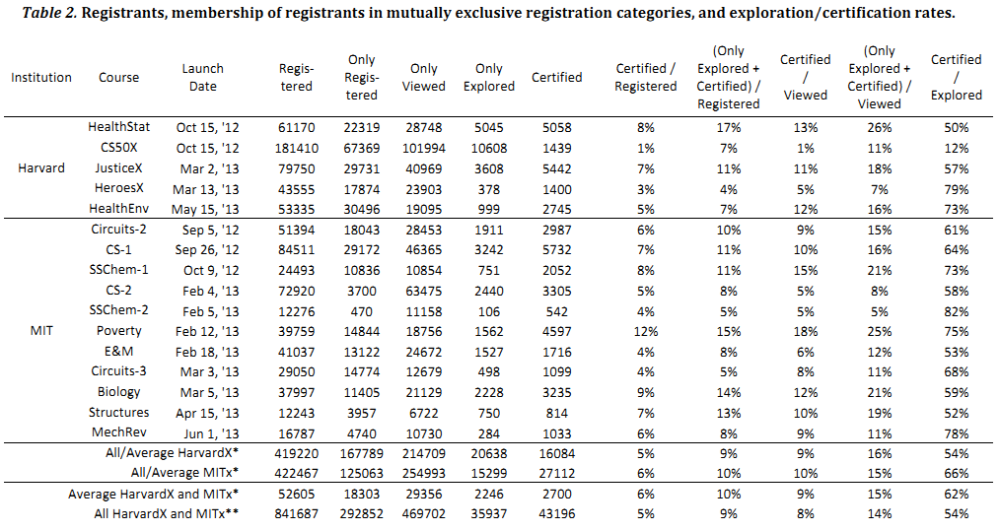 Table 2. Registrants, membership of registrants in mutually exclusive registration categories, and exploration/certification rates.
Institution Course Launch Date Regis-tered Only Regis-tered Only Viewed Only Explored Certified Certified / Registered (Only Explored + Certified) / Registered Certified / Viewed (Only Explored + Certified) / Viewed Certified / Explored
HealthStat Oct 15, '12 61170 22319 28748 5045 5058 8% 17% 13% 26% 50%
CS50X Oct 15, '12 181410 67369 101994 10608 1439 1% 7% 1% 11% 12%
Harvard JusticeX Mar 2, '13 79750 29731 40969 3608 5442 7% 11% 11% 18% 57%
HeroesX Mar 13, '13 43555 17874 23903 378 1400 3% 4% 5% 7% 79%
HealthEnv May 15, '13 53335 30496 19095 999 2745 5% 7% 12% 16% 73%
Circuits-2 Sep 5, '12 51394 18043 28453 1911 2987 6% 10% 9% 15% 61%
CS-1 Sep 26, '12 84511 29172 46365 3242 5732 7% 11% 10% 16% 64%
SSChem-1 Oct 9, '12 24493 10836 10854 751 2052 8% 11% 15% 21% 73%
CS-2 Feb 4, '13 72920 3700 63475 2440 3305 5% 8% 5% 8% 58%
SSChem-2 Feb 5, '13 12276 470 11158 106 542 4% 5% 5% 5% 82%
MIT Poverty Feb 12, '13 39759 14844 18756 1562 4597 12% 15% 18% 25% 75%
E&M Feb 18, '13 41037 13122 24672 1527 1716 4% 8% 6% 12% 53%
Circuits-3 Mar 3, '13 29050 14774 12679 498 1099 4% 5% 8% 11% 68%
Biology Mar 5, '13 37997 11405 21129 2228 3235 9% 14% 12% 21% 59%
Structures Apr 15, '13 12243 3957 6722 750 814 7% 13% 10% 19% 52%
MechRev Jun 1, '13 16787 4740 10730 284 1033 6% 8% 9% 11% 78%
All/Average HarvardX* 419220 167789 214709 20638 16084 5% 9% 9% 16% 54%
All/Average MITx* 422467 125063 254993 15299 27112 6% 10% 10% 15% 66%
Average HarvardX and MITx* 52605 18303 29356 2246 2700 6% 10% 9% 15% 62%
All HarvardX and MITx** 841687 292852 469702 35937 43196 5% 9% 8% 14% 54%